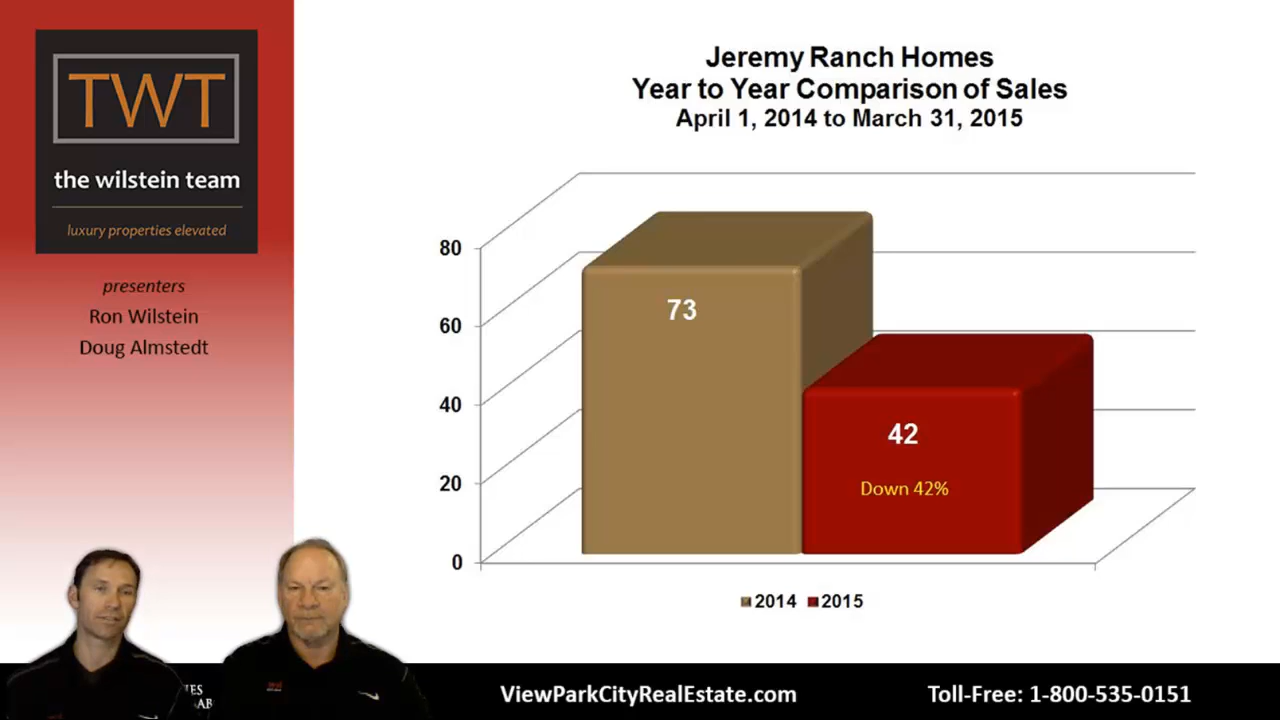 TWT
the wilstein team
luxury properties elevated
presenters
Ron Wilstein
Doug Almstedt
Jeremy Ranch Homes
Year to Year Comparison of Sales
April 1, 2014 to March 31, 2015
80
60
40
20
0
73
42
Down 42%
2014 2015
ViewParkCityRealEstate.com
Toll-Free: 1-800-535-0151